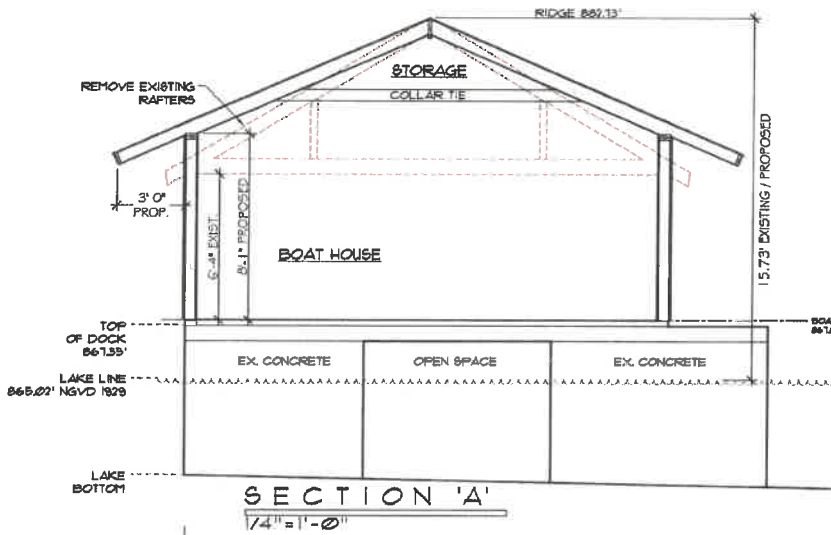 RIDGE 882.73'
STORAGE
COLLAR TIE
REMOVE EXISTING
RAFTERS
3' 0"
PROP.
6'-4" EXIST.
8'-1" PROPOSED
15.73' EXISTING / PROPOSED
BOAT HOUSE
TOP
OF DOCK
867.35'
EX. CONCRETE
OPEN SPACE
EX. CONCRETE
LAKE LINE
865.02' NGVD 1929
LAKE
BOTTOM
SECTION 'A'
1/4" = 1'-0"